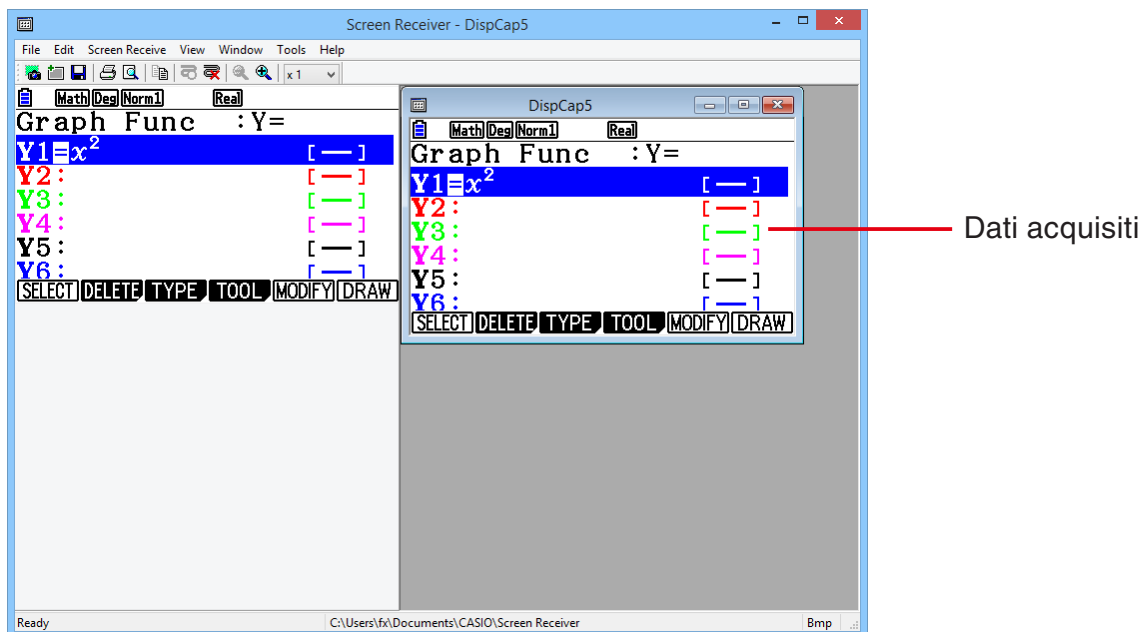 Screen Receiver - DispCap5
File Edit Screen Receive View Window Tools Help
x 1
Math Deg Norm1 Real
Graph Func :Y=
Y1=x²  [—]
Y2: [—]
Y3: [—]
Y4: [—]
Y5: [—]
Y6: [—]
SELECT DELETE TYPE TOOL MODIFY DRAW
DispCap5
Math Deg Norm1 Real
Graph Func :Y=
Y1=x² [—]
Y2: [—]
Y3: [—]
Y4: [—]
Y5: [—]
Y6: [—]
SELECT DELETE TYPE TOOL MODIFY DRAW
Dati acquisiti
Ready C:\Users\fx\Documents\CASIO\Screen Receiver Bmp